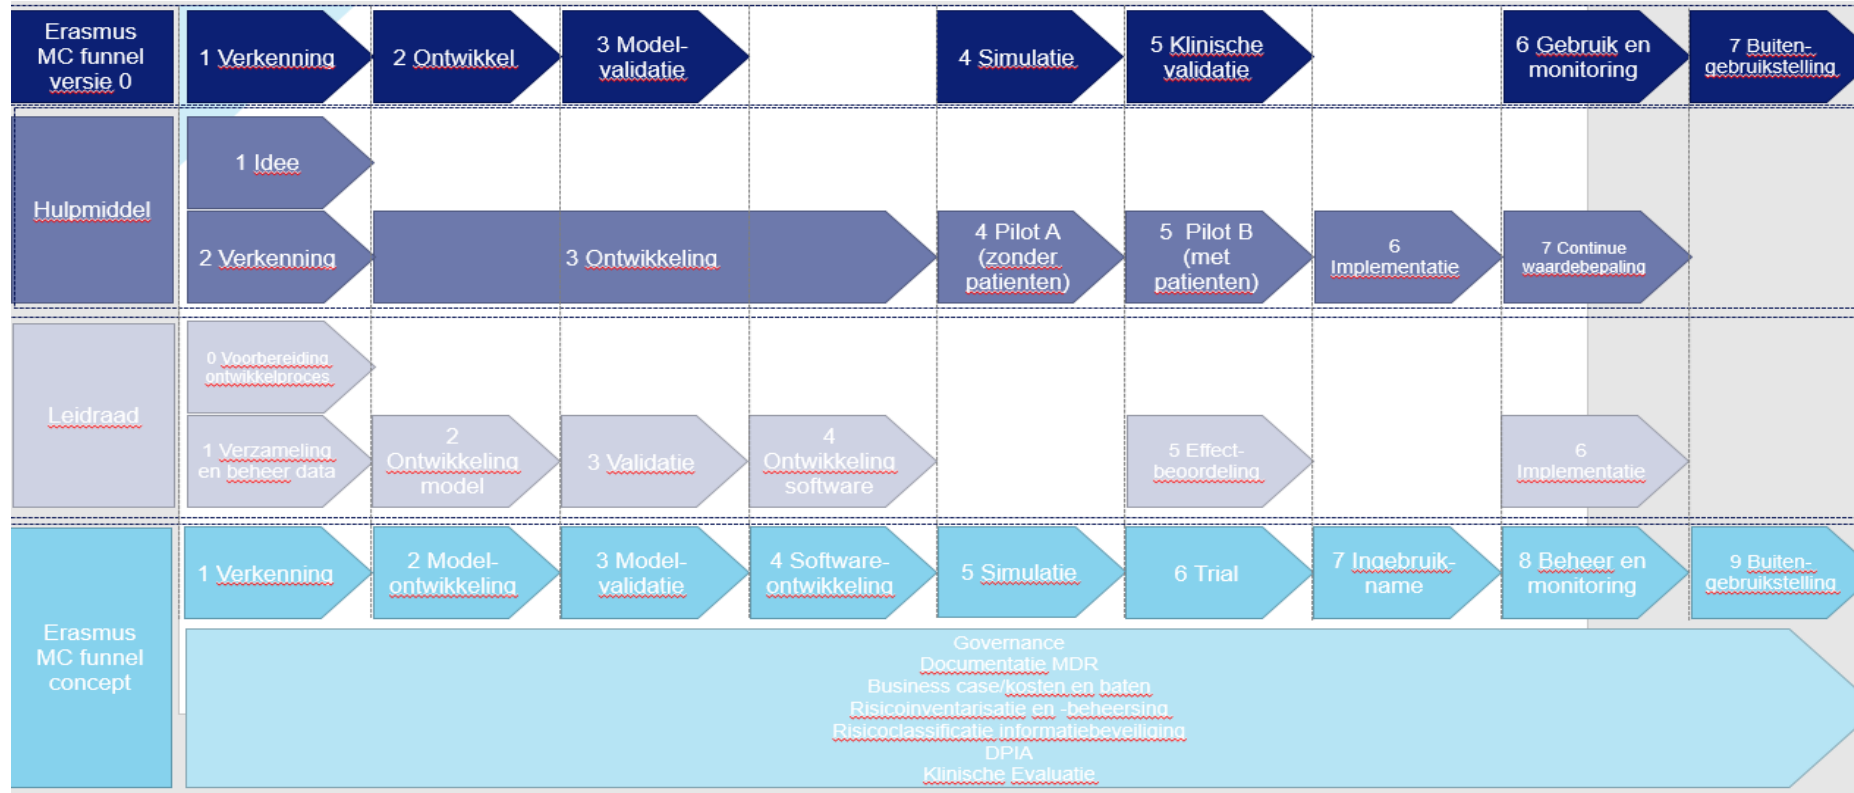 Erasmus
MC funnel
versie 0
1 Verkenning
2 Ontwikkel
3 Model-
validatie
4 Simulatie
5 Klinische
validatie
6 Gebruik en
monitoring
7 Buiten-
gebruikstelling
Hulpmiddel
1 Idee
2 Verkenning
3 Ontwikkeling
4 Pilot A
(zonder
patienten)
5 Pilot B
(met
patienten)
6
Implementatie
7 Continue
waardebepaling
Leidraad
0 Voorbereiding
ontwikkelproces
1 Verzameling
en beheer data
2
Ontwikkeling
model
3 Validatie
4
Ontwikkeling
software
5 Effect-
beoordeling
6
Implementatie
Erasmus
MC funnel
concept
1 Verkenning
2 Model-
ontwikkeling
3 Model-
validatie
4 Software-
ontwikkeling
5 Simulatie
6 Trial
7 Ingebruik-
name
8 Beheer en
monitoring
9 Buiten-
gebruikstelling
Governance
Documentatie MDR
Business case/kosten en baten
Risicoinventarisatie en -beheersing
Risicoclassificatie informatiebeveiliging
DPIA
Klinische Evaluatie